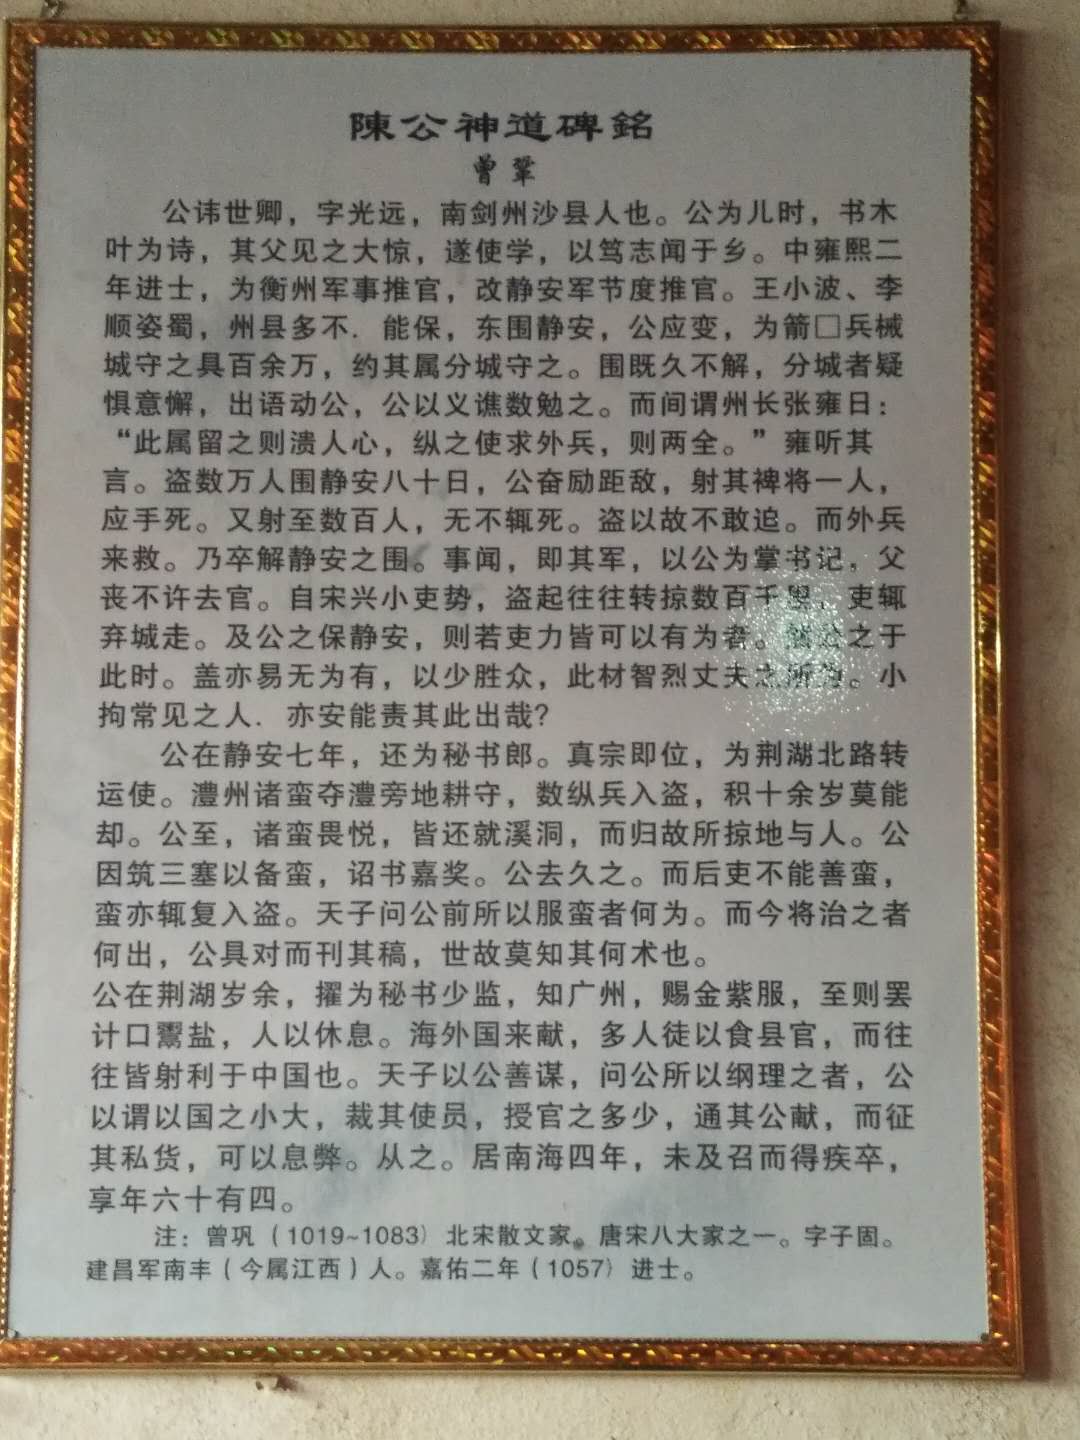 陳公神道碑銘
曾鞏
公讳世卿，字光远，南剑州沙县人也。公为儿时，书木
叶为诗，其父见之大惊，遂使学，以笃志闻于乡。中雍熙二
年进士，为衡州军事推官，改静安军节度推官。王小波、李
顺姿蜀，州县多不．能保，东围静安，公应变，为箭□兵械
城守之具百余万，约其属分城守之。围既久不解，分城者疑
惧意懈，出语动公，公以义谯数勉之。而间谓州长张雍日：
“此属留之则溃人心，纵之使求外兵，则两全。”雍听其
言。盗数万人围静安八十日，公奋励距敌，射其裨将一人，
应手死。又射至数百人，无不辄死。盗以故不敢追。而外兵
来救。乃卒解静安之围。事闻，即其军，以公为掌书记，父
丧不许去官。自宋兴小吏势，盗起往往转掠数百千里，吏辄
弃城走。及公之保静安，则若吏力皆可以有为者。之于
此时。盖亦易无为有，以少胜众，此材智烈丈夫之所为。小
拘常见之人．亦安能责其此出哉？
公在静安七年，还为秘书郎。真宗即位，为荆湖北路转
运使。澧州诸蛮夺澧旁地耕守，数纵兵入盗，积十余岁莫能
却。公至，诸蛮畏悦，皆还就溪洞，而归故所掠地与人。公
因筑三塞以备蛮，诏书嘉奖。公去久之。而后吏不能善蛮，
蛮亦辄复入盗。天子问公前所以服蛮者何为。而今将治之者
何出，公具对而刊其稿，世故莫知其何术也。
公在荆湖岁余，擢为秘书少监，知广州，赐金紫服，至则罢
计口鬻盐，人以休息。海外国来献，多人徒以食县官，而往
往皆射利于中国也。天子以公善谋，问公所以纲理之者，公
以谓以国之小大，裁其使员，授官之多少，通其公献，而征
其私货，可以息弊。从之。居南海四年，未及召而得疾卒，
享年六十有四。
注：曾巩（1019~1083）北宋散文家。唐宋八大家之一。字子固。
建昌军南丰（今属江西）人。嘉佑二年（1057）进士。